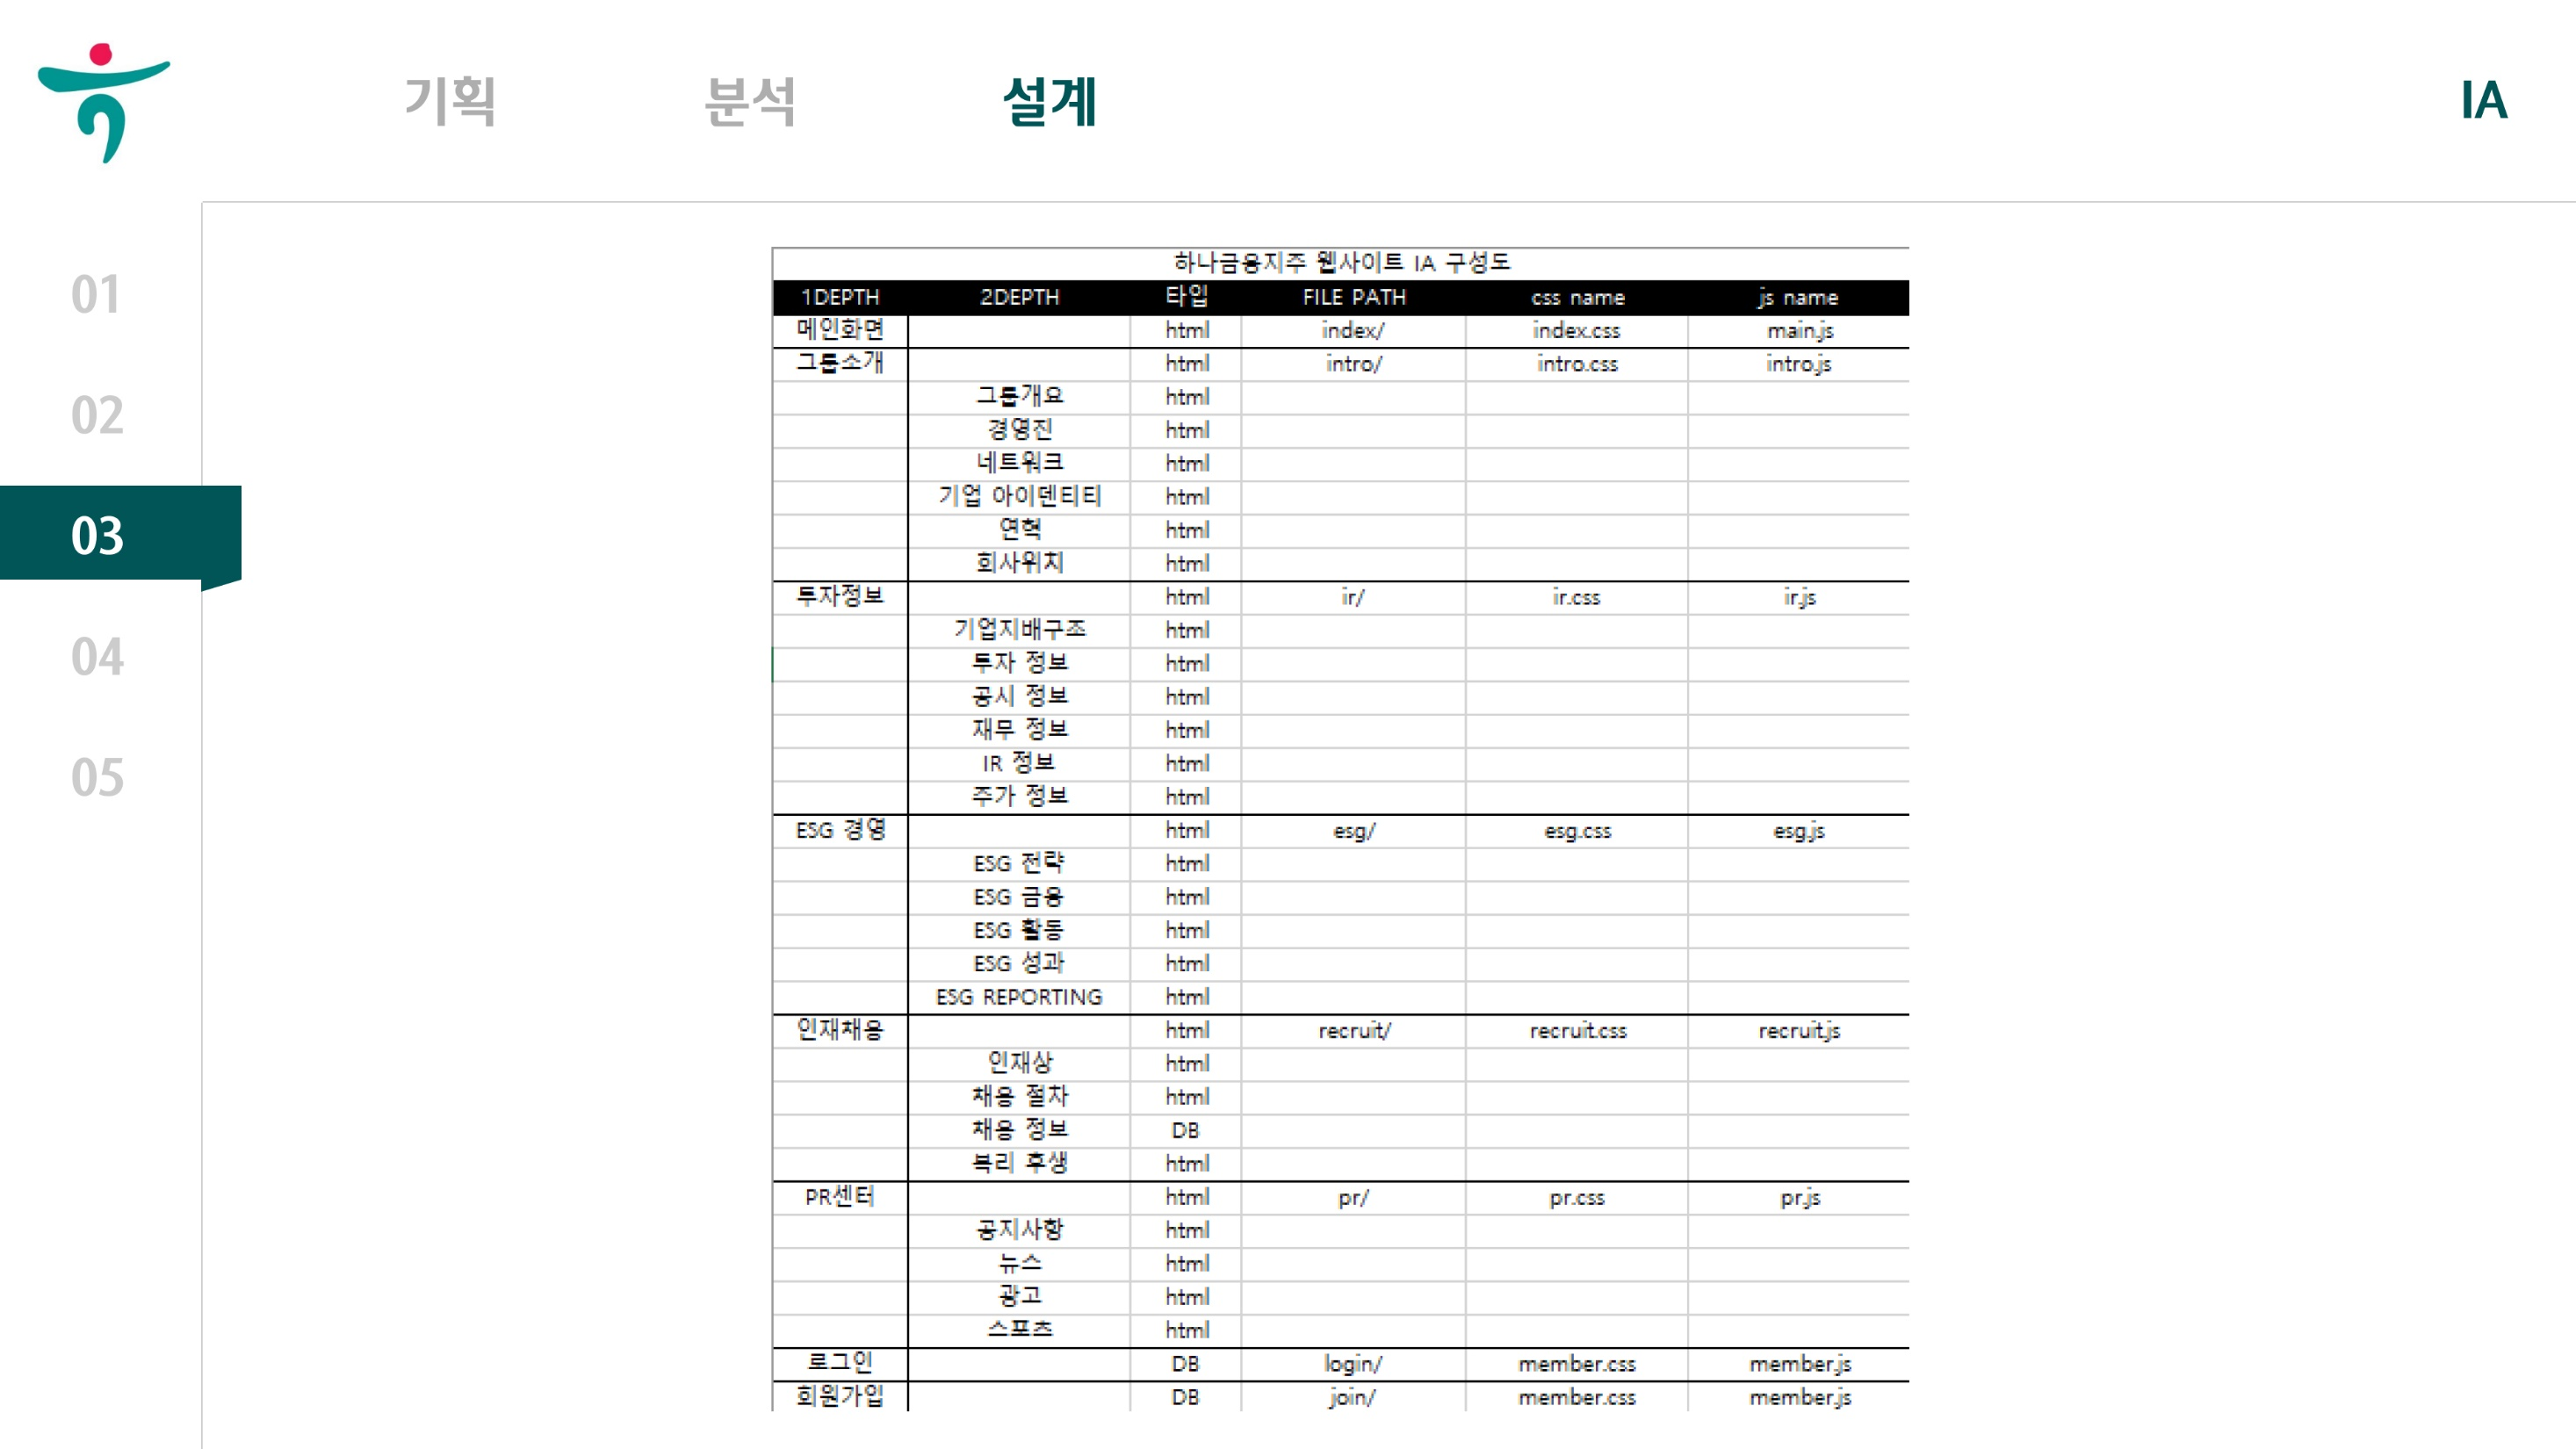 기획 분석 설계 IA
01
02
03
04
05
하나금융지주 웹사이트 IA 구성도
1DEPTH 2DEPTH 타입 FILE PATH css name js name
메인화면 html index/ index.css main.js
그룹소개 html intro/ intro.css intro.js
그룹개요 html
경영진 html
네트워크 html
기업 아이덴티티 html
연혁 html
회사위치 html
투자정보 html ir/ ir.css ir.js
기업지배구조 html
투자 정보 html
공시 정보 html
재무 정보 html
IR 정보 html
주가 정보 html
ESG 경영 html esg/ esg.css esg.js
ESG 전략 html
ESG 금융 html
ESG 활동 html
ESG 성과 html
ESG REPORTING html
인재채용 html recruit/ recruit.css recruit.js
인재상 html
채용 절차 html
채용 정보 DB
복리 후생 html
PR센터 html pr/ pr.css pr.js
공지사항 html
뉴스 html
광고 html
스포츠 html
로그인 DB login/ member.css member.js
회원가입 DB join/ member.css member.js